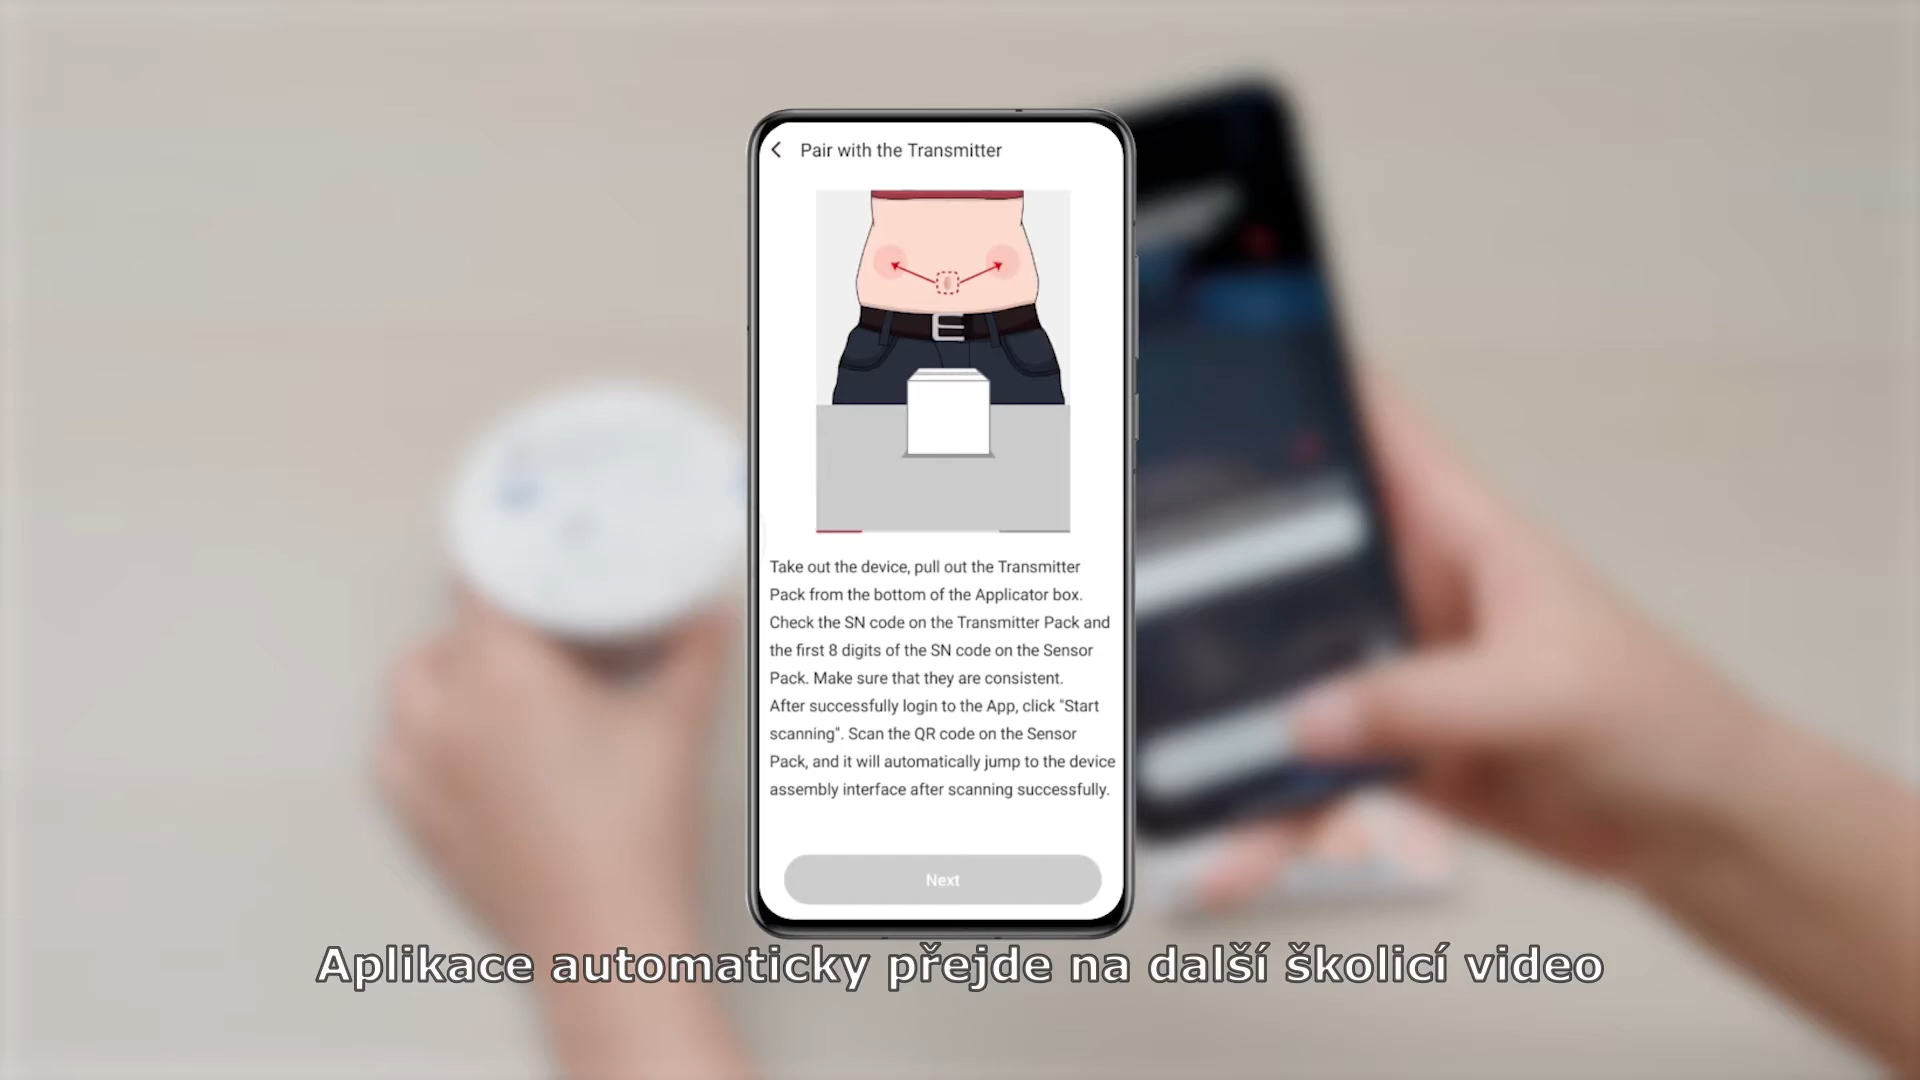 Pair with the Transmitter
Take out the device, pull out the Transmitter
Pack from the bottom of the Applicator box.
Check the SN code on the Transmitter Pack and
the first 8 digits of the SN code on the Sensor
Pack. Make sure that they are consistent.
After successfully login to the App, click "Start
scanning". Scan the QR code on the Sensor
Pack, and it will automatically jump to the device
assembly interface after scanning successfully.
Next
Aplikace automaticky přejde na další školicí video